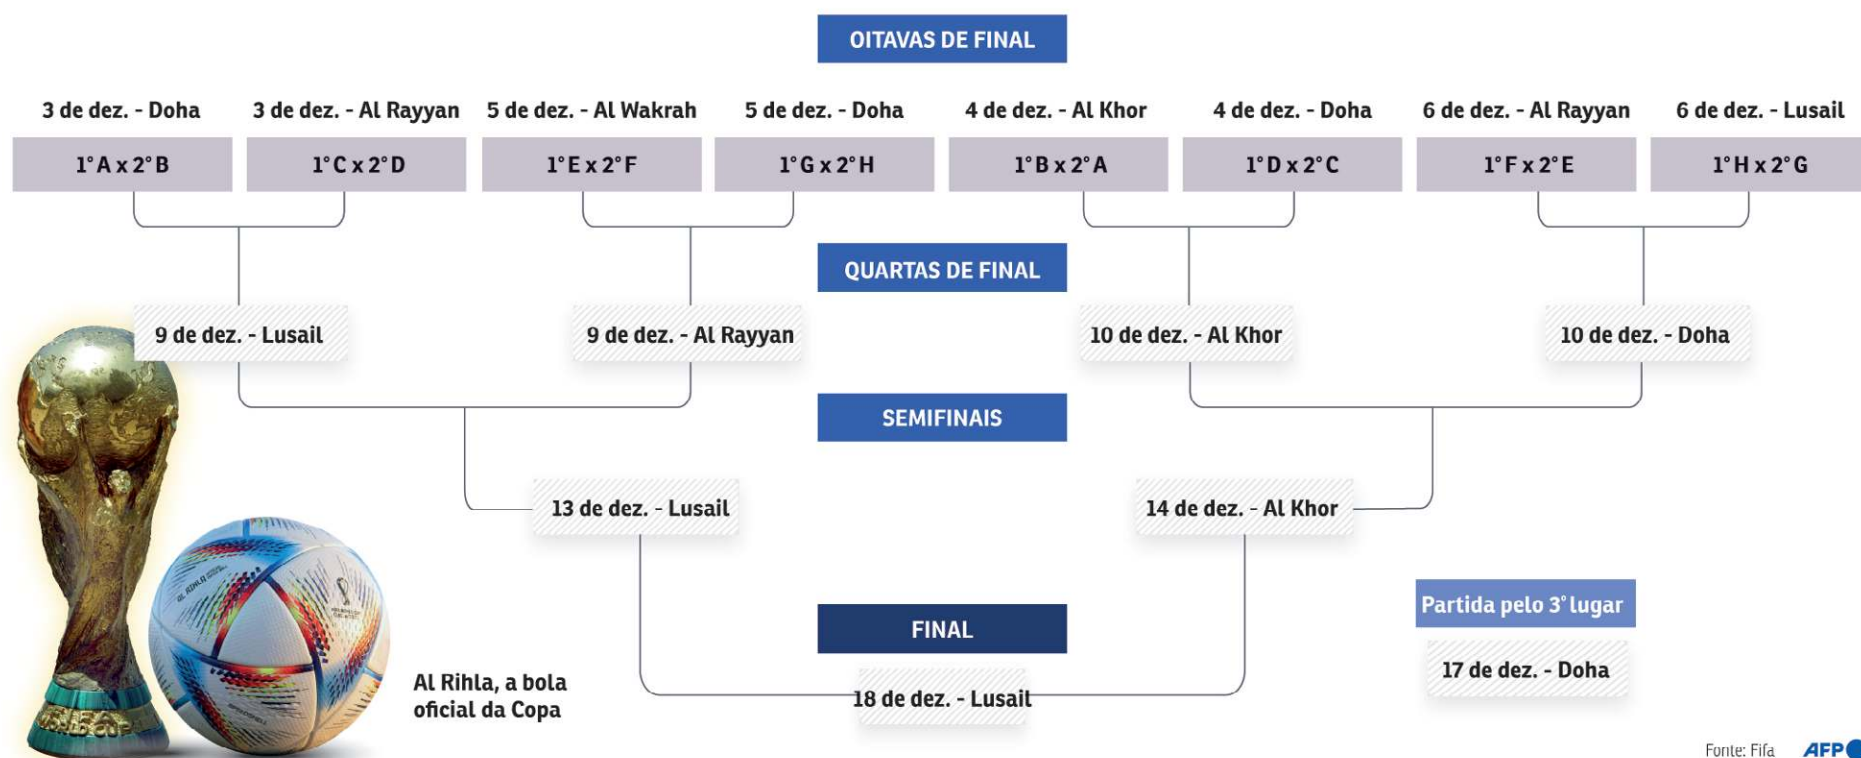 OITAVAS DE FINAL
3 de dez. - Doha
3 de dez. - Al Rayyan
5 de dez. - Al Wakrah
5 de dez. - Doha
4 de dez. - Al Khor
4 de dez. - Doha
6 de dez. - Al Rayyan
6 de dez. - Lusail
1° A x 2° B
1° C x 2° D
1° E x 2° F
1° G x 2° H
1° B x 2° A
1° D x 2° C
1° F x 2° E
1° H x 2° G
QUARTAS DE FINAL
9 de dez. - Lusail
9 de dez. - Al Rayyan
10 de dez. - Al Khor
10 de dez. - Doha
SEMIFINAIS
13 de dez. - Lusail
14 de dez. - Al Khor
Partida pelo 3° lugar
17 de dez. - Doha
FINAL
18 de dez. - Lusail
AL RIHLA
Al Rihla, a bola
oficial da Copa
Fonte: Fifa
AFP